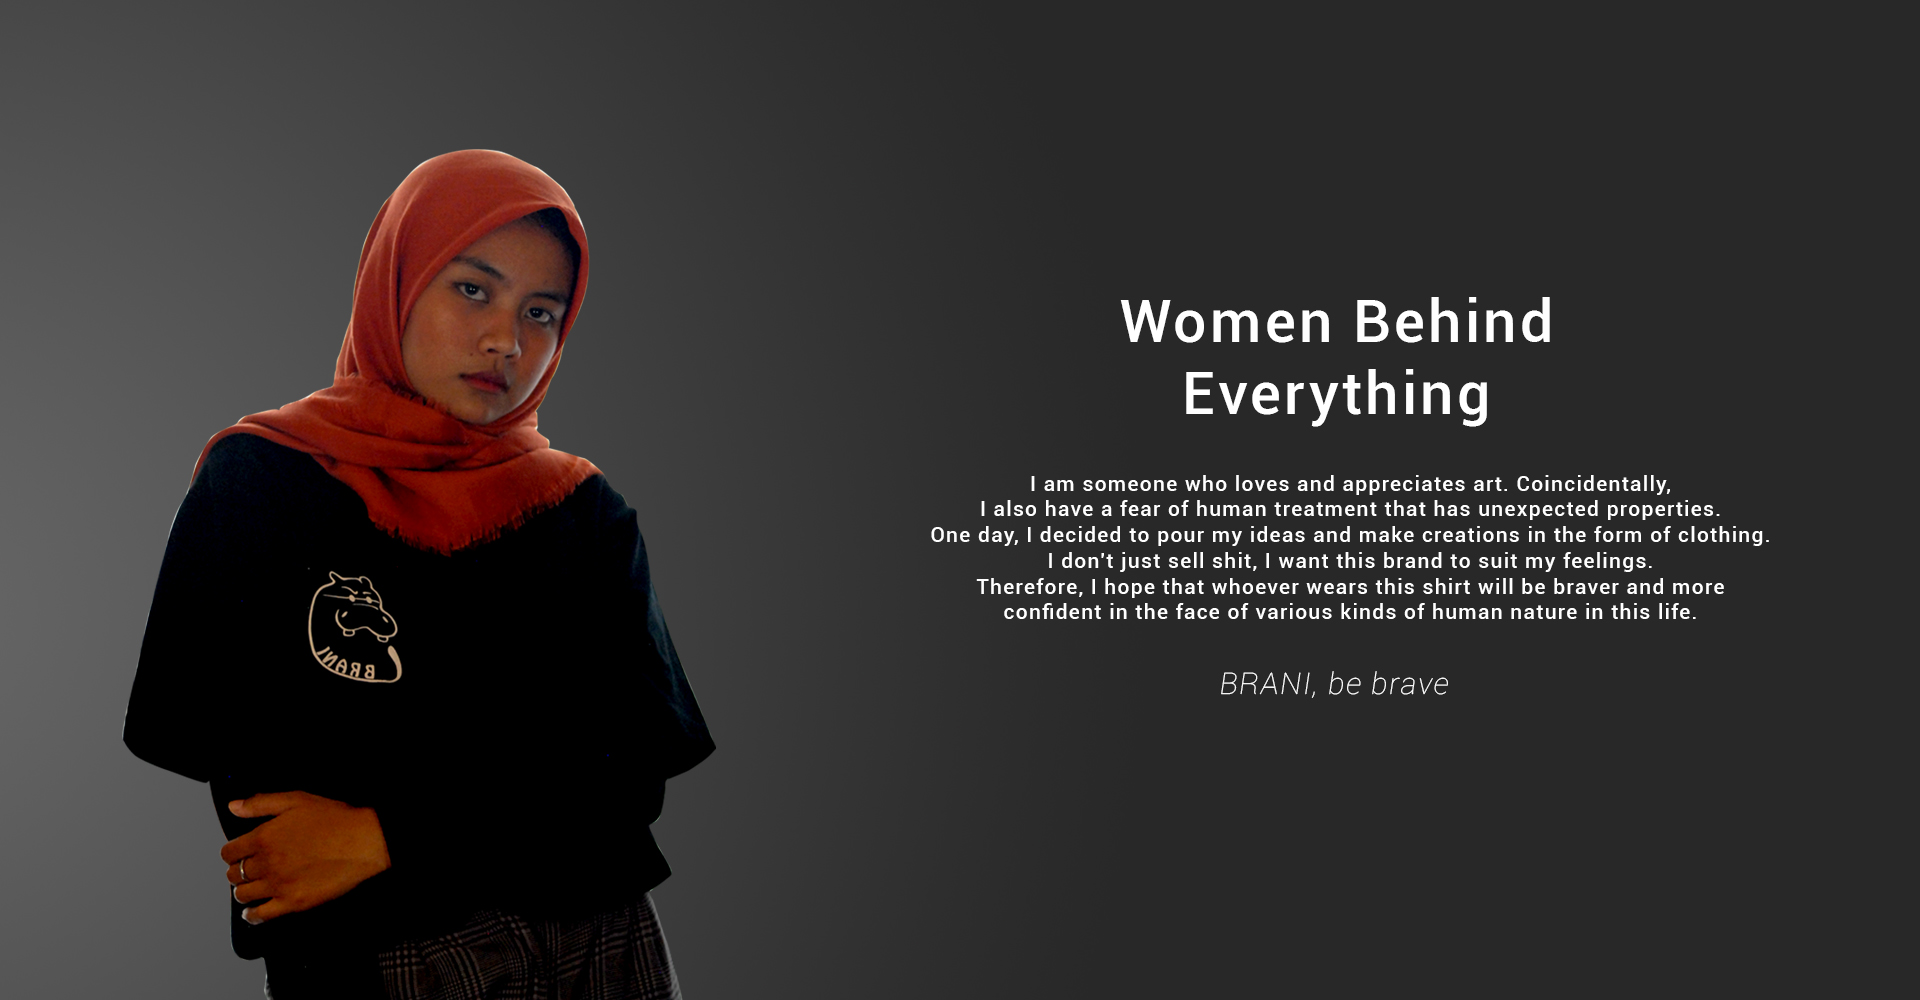 Women Behind
Everything
I am someone who loves and appreciates art. Coincidentally,
I also have a fear of human treatment that has unexpected properties.
One day, I decided to pour my ideas and make creations in the form of clothing.
I don't just sell shit, I want this brand to suit my feelings.
Therefore, I hope that whoever wears this shirt will be braver and more
confident in the face of various kinds of human nature in this life.
BRANI, be brave
BRANI